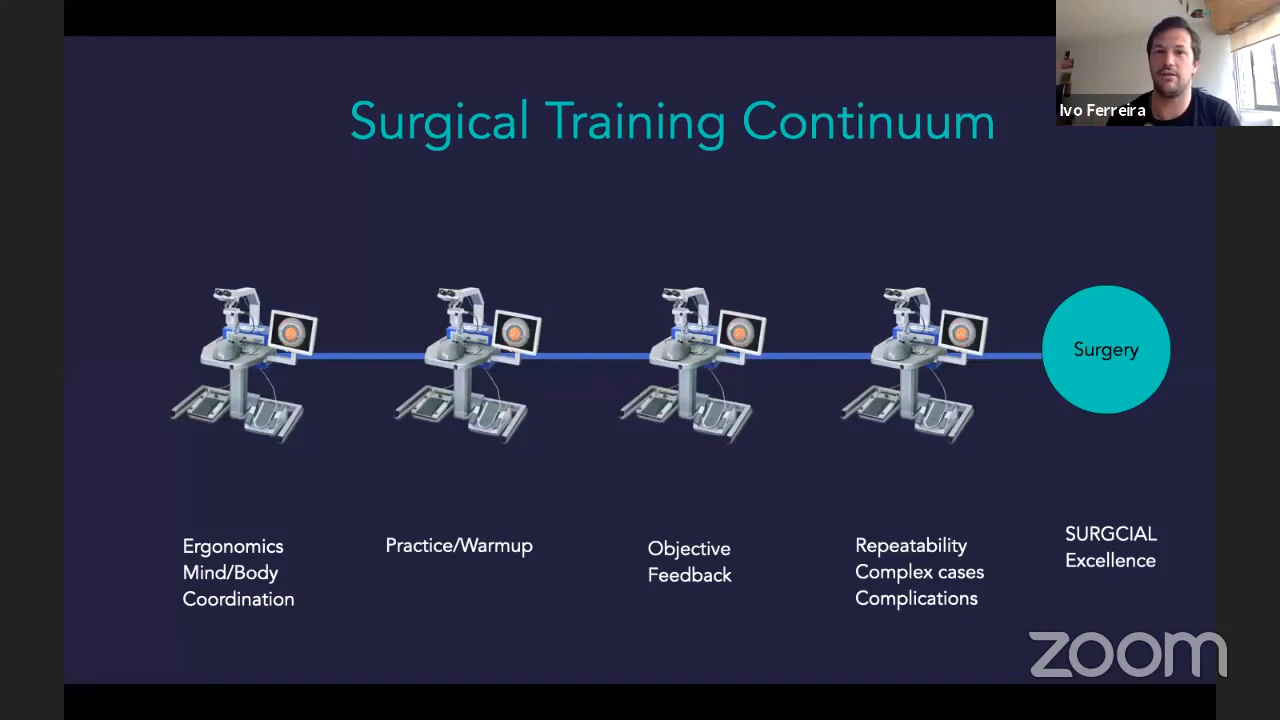 Ivo Ferreira
Surgical Training Continuum
Surgery
Ergonomics
Mind/Body
Coordination
Practice/Warmup
Objective
Feedback
Repeatability
Complex cases
Complications
SURGCIAL
Excellence
zoom